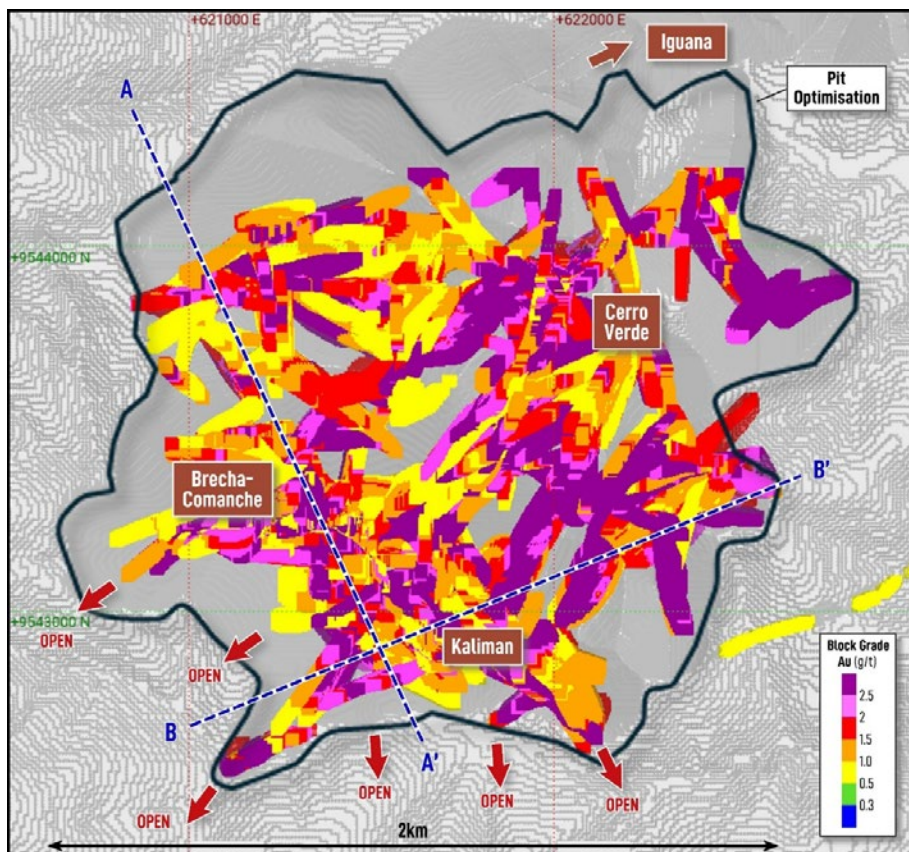 +621000 E
+622000 E
Iguana
A
Pit
Optimisation
+9544000 N
Cerro
Verde
Brecha-
Comanche
B'
+9543000 N
OPEN
OPEN
Kaliman
B
A'
OPEN
OPEN
OPEN
OPEN
Block Grade
Au (g/t)
2.5
2
1.5
1.0
0.5
0.3
2km